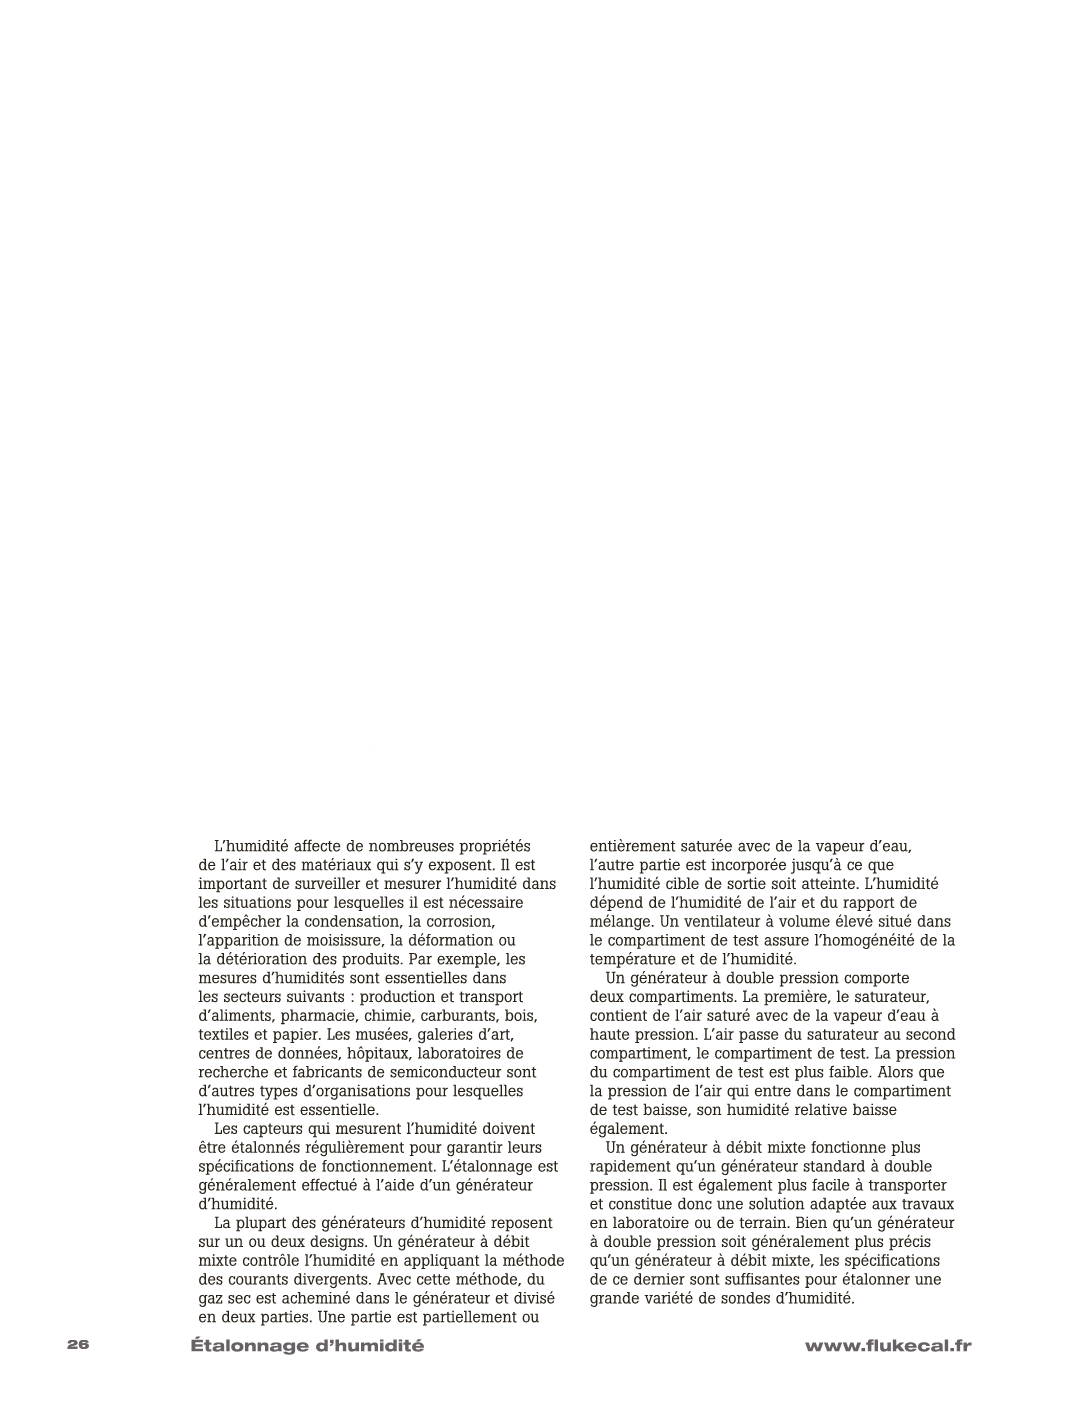 L’humidité affecte de nombreuses propriétés
de l’air et des matériaux qui s’y exposent. Il est
important de surveiller et mesurer l’humidité dans
les situations pour lesquelles il est nécessaire
d’empêcher la condensation, la corrosion,
l’apparition de moisissure, la déformation ou
la détérioration des produits. Par exemple, les
mesures d’humidités sont essentielles dans
les secteurs suivants : production et transport
d’aliments, pharmacie, chimie, carburants, bois,
textiles et papier. Les musées, galeries d’art,
centres de données, hôpitaux, laboratoires de
recherche et fabricants de semiconducteur sont
d’autres types d’organisations pour lesquelles
l’humidité est essentielle.
Les capteurs qui mesurent l’humidité doivent
être étalonnés régulièrement pour garantir leurs
spécifications de fonctionnement. L’étalonnage est
généralement effectué à l’aide d’un générateur
d’humidité.
La plupart des générateurs d’humidité reposent
sur un ou deux designs. Un générateur à débit
mixte contrôle l’humidité en appliquant la méthode
des courants divergents. Avec cette méthode, du
gaz sec est acheminé dans le générateur et divisé
en deux parties. Une partie est partiellement ou
entièrement saturée avec de la vapeur d’eau,
l’autre partie est incorporée jusqu’à ce que
l’humidité cible de sortie soit atteinte. L’humidité
dépend de l’humidité de l’air et du rapport de
mélange. Un ventilateur à volume élevé situé dans
le compartiment de test assure l’homogénéité de la
température et de l’humidité.
Un générateur à double pression comporte
deux compartiments. La première, le saturateur,
contient de l’air saturé avec de la vapeur d’eau à
haute pression. L’air passe du saturateur au second
compartiment, le compartiment de test. La pression
du compartiment de test est plus faible. Alors que
la pression de l’air qui entre dans le compartiment
de test baisse, son humidité relative baisse
également.
Un générateur à débit mixte fonctionne plus
rapidement qu’un générateur standard à double
pression. Il est également plus facile à transporter
et constitue donc une solution adaptée aux travaux
en laboratoire ou de terrain. Bien qu’un générateur
à double pression soit généralement plus précis
qu’un générateur à débit mixte, les spécifications
de ce dernier sont suffisantes pour étalonner une
grande variété de sondes d’humidité.
26 Étalonnage d’humidité www.flukecal.fr